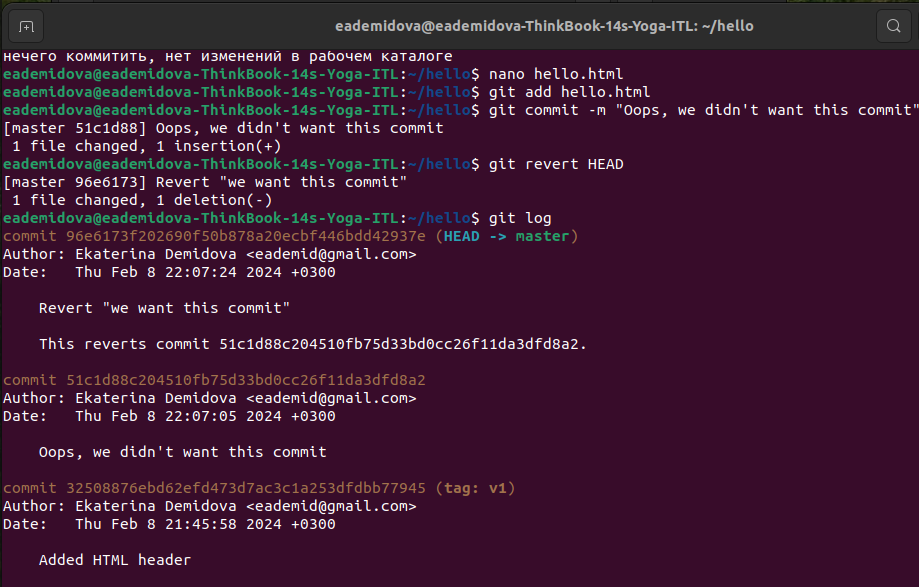 eademidova@eademidova-ThinkBook-14s-Yoga-ITL: ~/hello
нечего коммитить, нет изменений в рабочем каталоге
eademidova@eademidova-ThinkBook-14s-Yoga-ITL:~/hello$ nano hello.html
eademidova@eademidova-ThinkBook-14s-Yoga-ITL:~/hello$ git add hello.html
eademidova@eademidova-ThinkBook-14s-Yoga-ITL:~/hello$ git commit -m "Oops, we didn't want this commit"
[master 51c1d88] Oops, we didn't want this commit
 1 file changed, 1 insertion(+)
eademidova@eademidova-ThinkBook-14s-Yoga-ITL:~/hello$ git revert HEAD
[master 96e6173] Revert "we want this commit"
 1 file changed, 1 deletion(-)
eademidova@eademidova-ThinkBook-14s-Yoga-ITL:~/hello$ git log
commit 96e6173f202690f50b878a20ecbf446bdd42937e (HEAD -> master)
Author: Ekaterina Demidova <eademid@gmail.com>
Date:   Thu Feb 8 22:07:24 2024 +0300

    Revert "we want this commit"

    This reverts commit 51c1d88c204510fb75d33bd0cc26f11da3dfd8a2.

commit 51c1d88c204510fb75d33bd0cc26f11da3dfd8a2
Author: Ekaterina Demidova <eademid@gmail.com>
Date:   Thu Feb 8 22:07:05 2024 +0300

    Oops, we didn't want this commit

commit 32508876ebd62efd473d7ac3c1a253dfdbb77945 (tag: v1)
Author: Ekaterina Demidova <eademid@gmail.com>
Date:   Thu Feb 8 21:45:58 2024 +0300

    Added HTML header